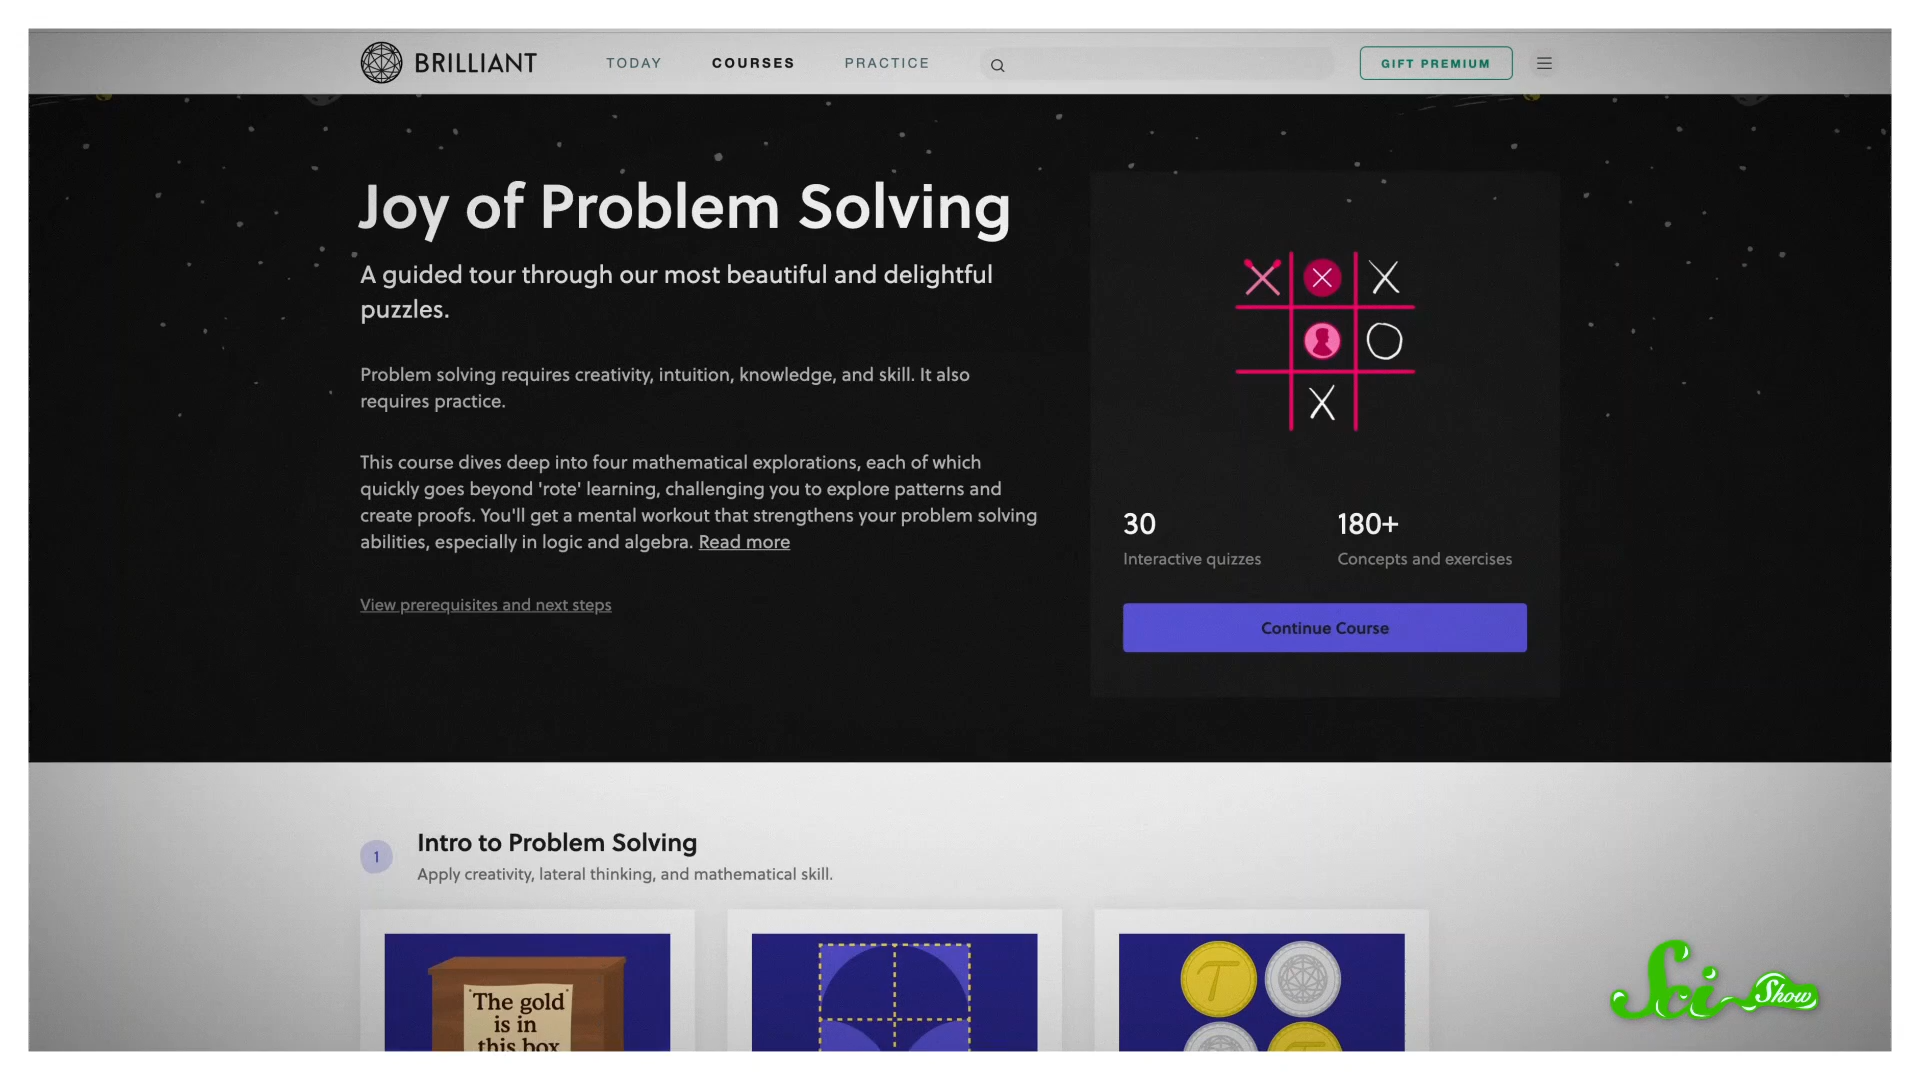 BRILLIANT
TODAY
COURSES
PRACTICE
GIFT PREMIUM
Joy of Problem Solving
A guided tour through our most beautiful and delightful
puzzles.
Problem solving requires creativity, intuition, knowledge, and skill. It also
requires practice.
This course dives deep into four mathematical explorations, each of which
quickly goes beyond 'rote' learning, challenging you to explore patterns and
create proofs. You'll get a mental workout that strengthens your problem solving
abilities, especially in logic and algebra. Read more
View prerequisites and next steps
30
Interactive quizzes
180+
Concepts and exercises
Continue Course
1
Intro to Problem Solving
Apply creativity, lateral thinking, and mathematical skill.
The gold
is in
this box
Sci Show